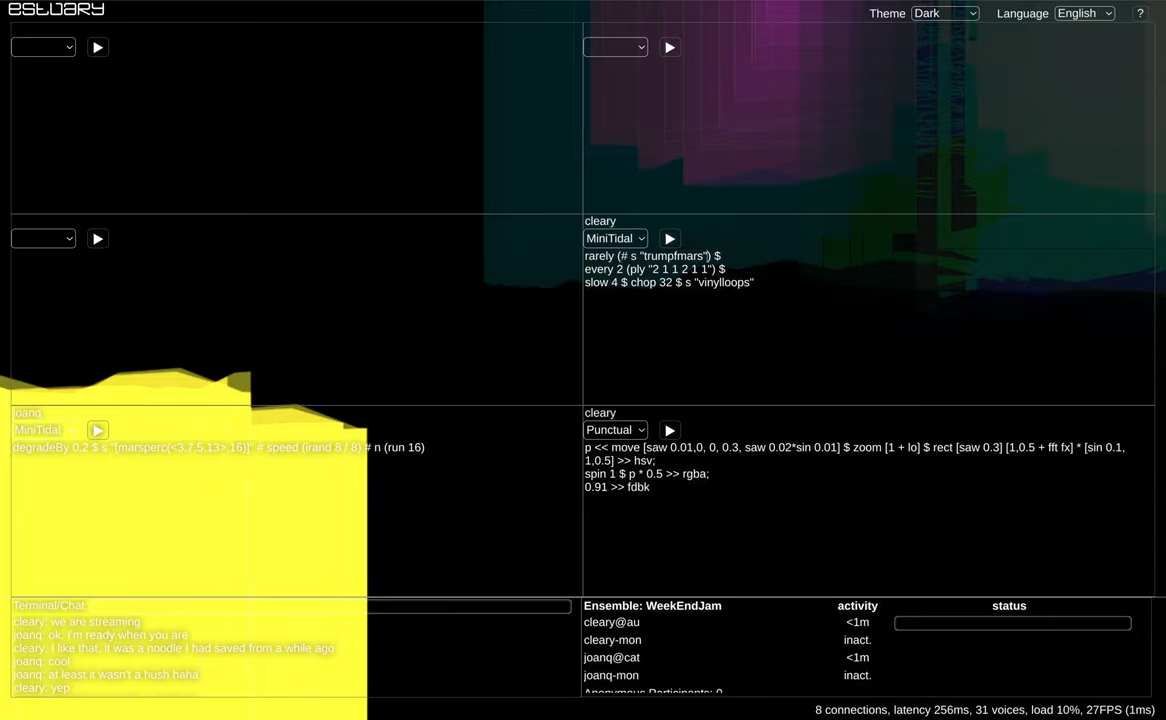 estuary
Theme Dark Language English ?
cleary
MiniTidal
rarely (# s "trumpfmars") $
every 2 (ply "2 1 1 2 1 1") $
slow 4 $ chop 32 $ s "vinylloops"
joanq
MiniTidal
degradeBy 0.2 $ s "[marsperc(<3,7,5,13>,16)]" # speed (irand 8 / 8) # n (run 16)
cleary
Punctual
p << move [saw 0.01,0, 0, 0.3, saw 0.02*sin 0.01] $ zoom [1 + lo] $ rect [saw 0.3] [1,0.5 + fft fx] * [sin 0.1,
1,0.5] >> hsv;
spin 1 $ p * 0.5 >> rgba;
0.91 >> fdbk
Terminal/Chat:
cleary: we are streaming
joanq: ok, I'm ready when you are
cleary: I like that, it was a noodle I had saved from a while ago
joanq: cool
joanq: at least it wasn't a hush haha
cleary: yep
Ensemble: WeekEndJam activity status
cleary@au <1m
cleary-mon inact.
joanq@cat <1m
joanq-mon inact.
Anonymous Participants: 0
8 connections, latency 256ms, 31 voices, load 10%, 27FPS (1ms)